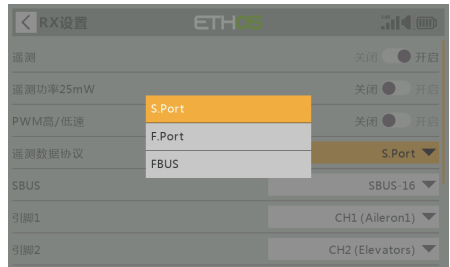 RX设置
ETHOS
遥测 关闭 开启
遥测功率25mW 关闭 开启
PWM高/低速 关闭 开启
遥测数据协议 S.Port
SBUS SBUS-16
引脚1 CH1 (Aileron1)
引脚2 CH2 (Elevators)
S.Port
F.Port
FBUS